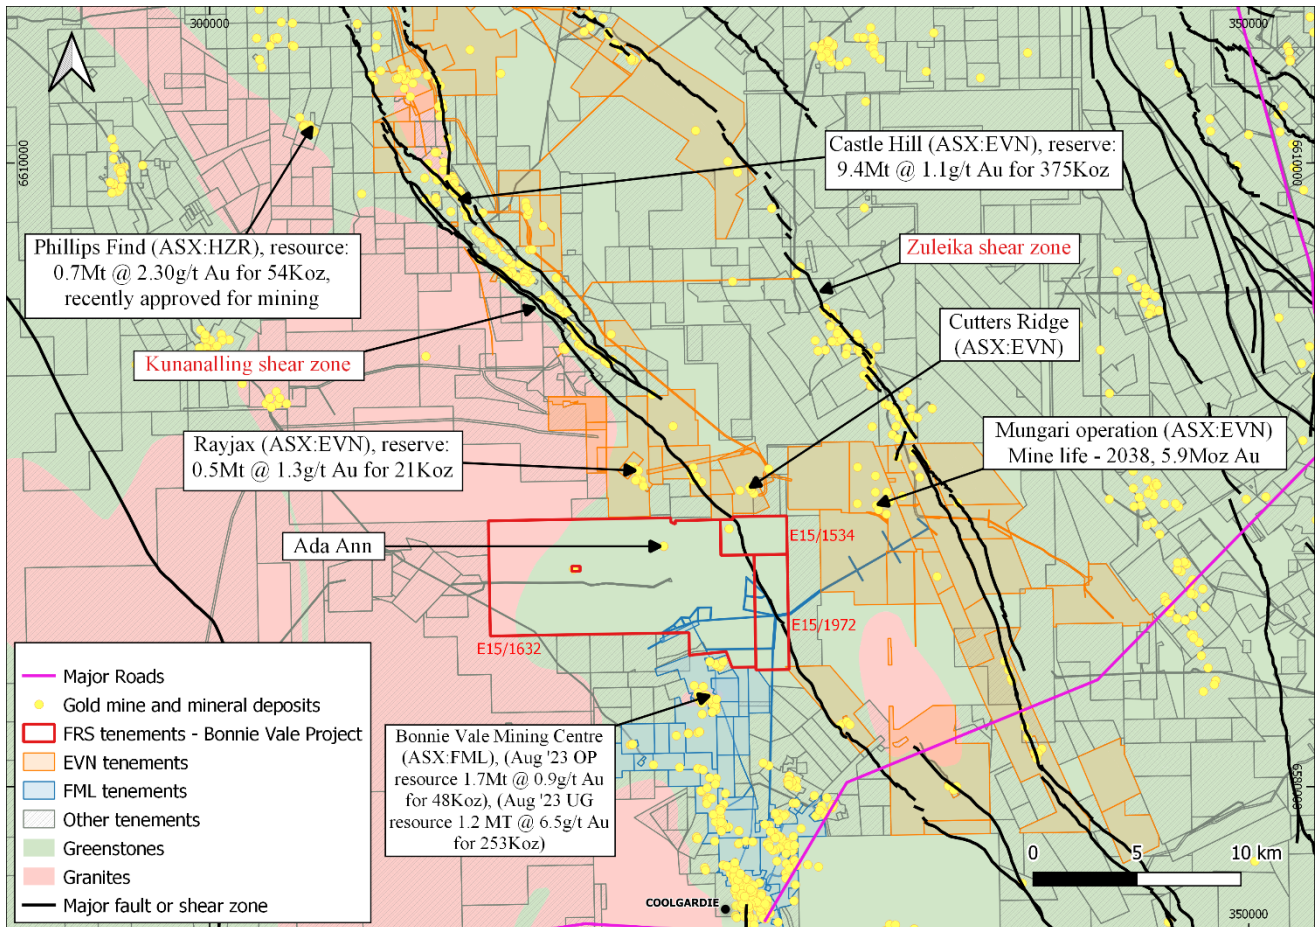 300000
350000
6610000
6610000
Castle Hill (ASX:EVN), reserve:
9.4Mt @ 1.1g/t Au for 375Koz
Phillips Find (ASX:HZR), resource:
0.7Mt @ 2.30g/t Au for 54Koz,
recently approved for mining
Zuleika shear zone
Kunanalling shear zone
Cutters Ridge
(ASX:EVN)
Rayjax (ASX:EVN), reserve:
0.5Mt @ 1.3g/t Au for 21Koz
Mungari operation (ASX:EVN)
Mine life - 2038, 5.9Moz Au
Ada Ann
E15/1534
E15/1972
E15/1632
Major Roads
Gold mine and mineral deposits
FRS tenements - Bonnie Vale Project
EVN tenements
FML tenements
Other tenements
Greenstones
Granites
Major fault or shear zone
Bonnie Vale Mining Centre
(ASX:FML), (Aug '23 OP
resource 1.7Mt @ 0.9g/t Au
for 48Koz), (Aug '23 UG
resource 1.2 MT @ 6.5g/t Au
for 253Koz)
6580000
0 5 10 km
COOLGARDIE
350000